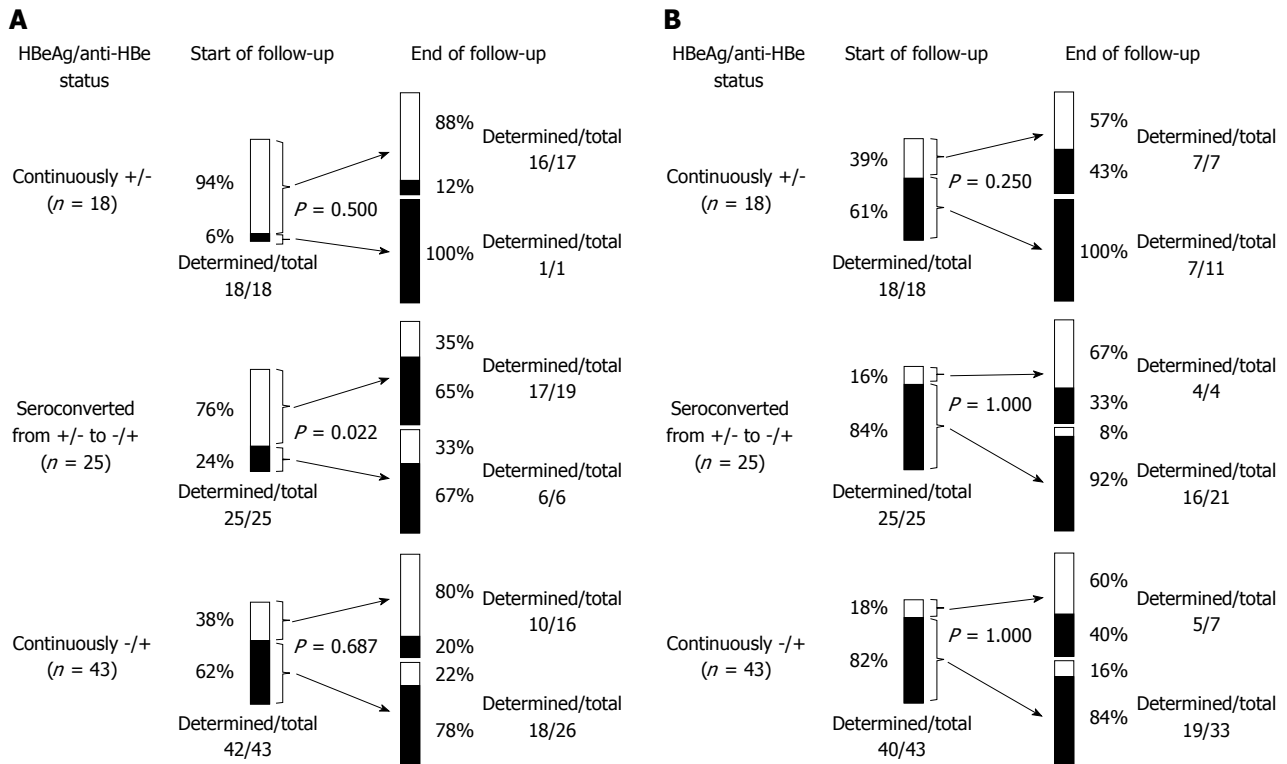 A
HBeAg/anti-HBe
status
Start of follow-up
End of follow-up
Continuously +/-
(n = 18)
94%
6%
P = 0.500
Determined/total
18/18
88%
12%
Determined/total
16/17
100%
Determined/total
1/1
Seroconverted
from +/- to -/+
(n = 25)
76%
24%
P = 0.022
Determined/total
25/25
35%
65%
Determined/total
17/19
33%
67%
Determined/total
6/6
Continuously -/+
(n = 43)
38%
62%
P = 0.687
Determined/total
42/43
80%
20%
Determined/total
10/16
22%
78%
Determined/total
18/26
B
HBeAg/anti-HBe
status
Start of follow-up
End of follow-up
Continuously +/-
(n = 18)
39%
61%
P = 0.250
Determined/total
18/18
57%
43%
Determined/total
7/7
100%
Determined/total
7/11
Seroconverted
from +/- to -/+
(n = 25)
16%
84%
P = 1.000
Determined/total
25/25
67%
33%
Determined/total
4/4
8%
92%
Determined/total
16/21
Continuously -/+
(n = 43)
18%
82%
P = 1.000
Determined/total
40/43
60%
40%
Determined/total
5/7
16%
84%
Determined/total
19/33